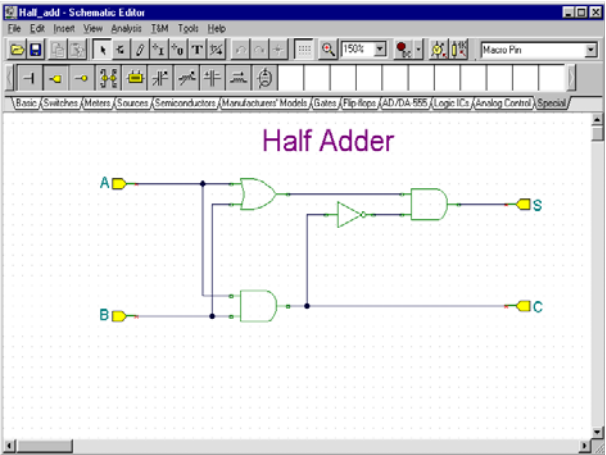 Half_add - Schematic Editor
File Edit Insert View Analysis T&M Tools Help
150% Macro Pin
Basic Switches Meters Sources Semiconductors Manufacturers' Models Gates Flip-flops AD/DA-555 Logic ICs Analog Control Special
Half Adder
A
S
B
C